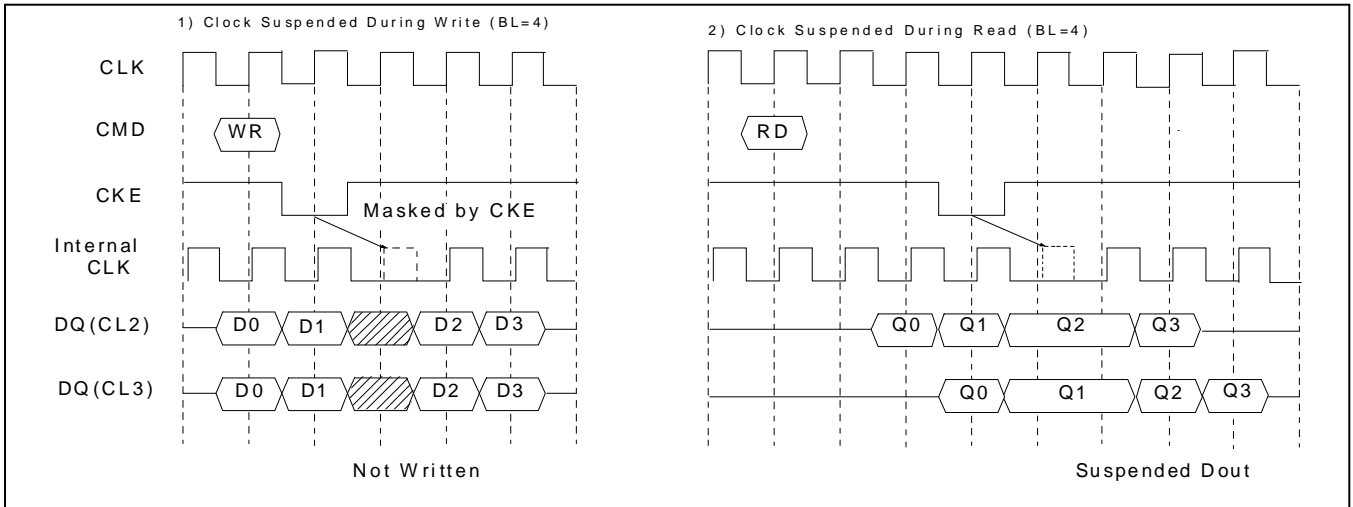 1) Clock Suspended During Write (BL=4)
2) Clock Suspended During Read (BL=4)
CLK
CMD
WR
RD
CKE
Masked by CKE
Internal
CLK
DQ(CL2)
D0 D1 D2 D3
Q0 Q1 Q2 Q3
DQ(CL3)
D0 D1 D2 D3
Q0 Q1 Q2 Q3
Not Written
Suspended Dout